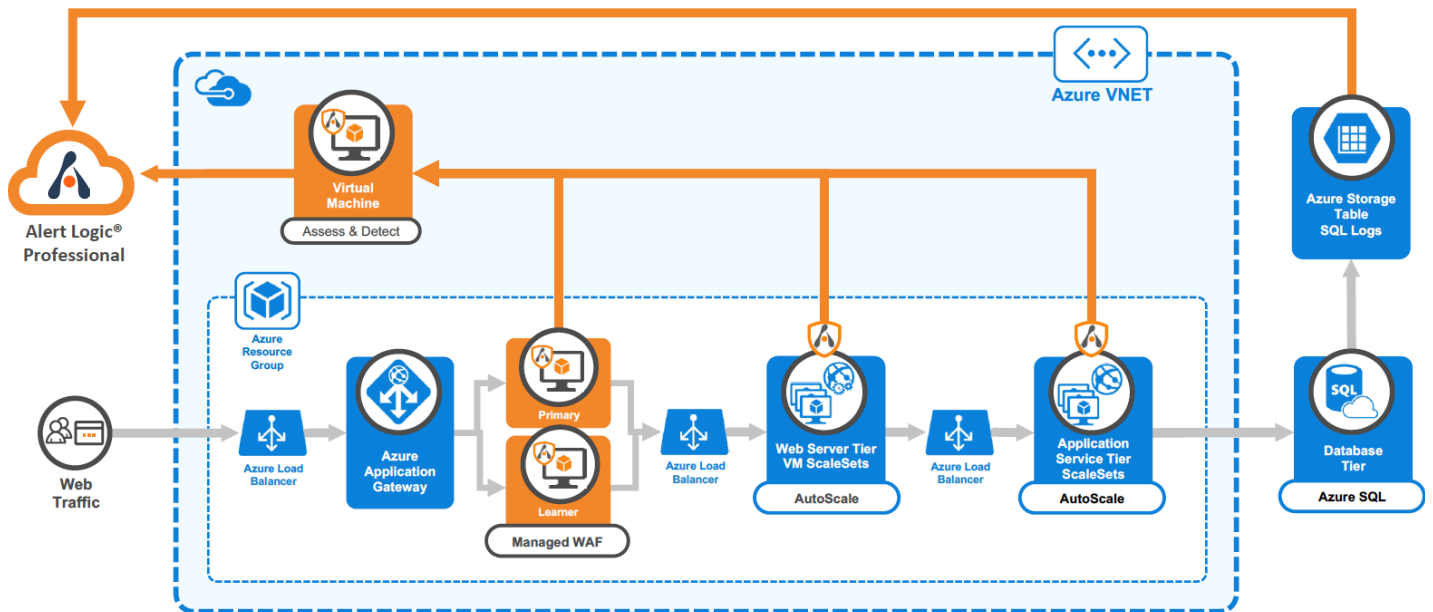 Azure VNET
Alert Logic®
Professional
Virtual
Machine
Assess & Detect
Azure Storage
Table
SQL Logs
Azure
Resource
Group
Web
Traffic
Azure Load
Balancer
Azure
Application
Gateway
Primary
Learner
Managed WAF
Azure Load
Balancer
Web Server Tier
VM ScaleSets
AutoScale
Azure Load
Balancer
Application
Service Tier
ScaleSets
AutoScale
SQL
Database
Tier
Azure SQL